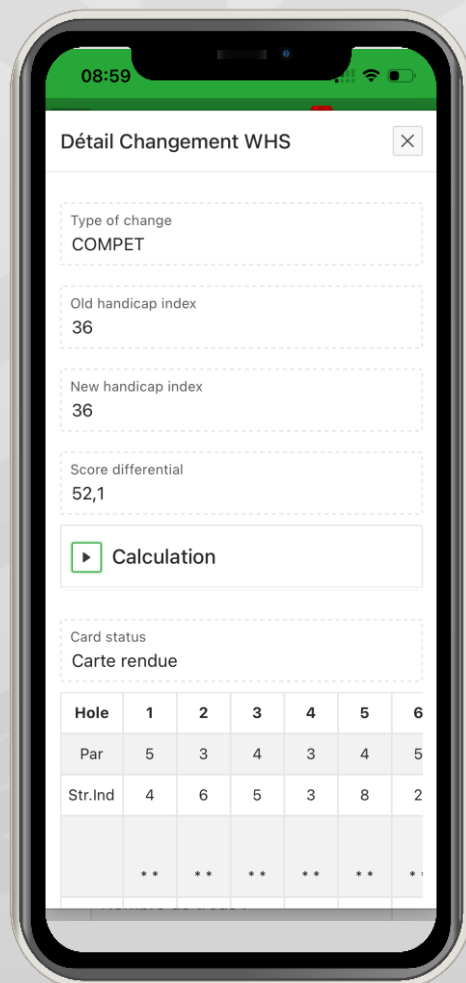 08:59
Détail Changement WHS
Type of change
COMPET
Old handicap index
36
New handicap index
36
Score differential
52,1
Calculation
Card status
Carte rendue
Hole 1 2 3 4 5 6
Par 5 3 4 3 4 5
Str.Ind 4 6 5 3 8 2
** ** ** ** ** **